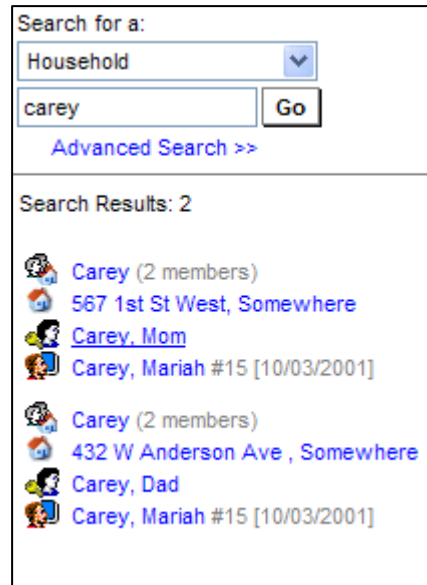 Search for a:
Household
carey Go
Advanced Search >>
Search Results: 2
Carey (2 members)
567 1st St West, Somewhere
Carey, Mom
Carey, Mariah #15 [10/03/2001]
Carey (2 members)
432 W Anderson Ave , Somewhere
Carey, Dad
Carey, Mariah #15 [10/03/2001]